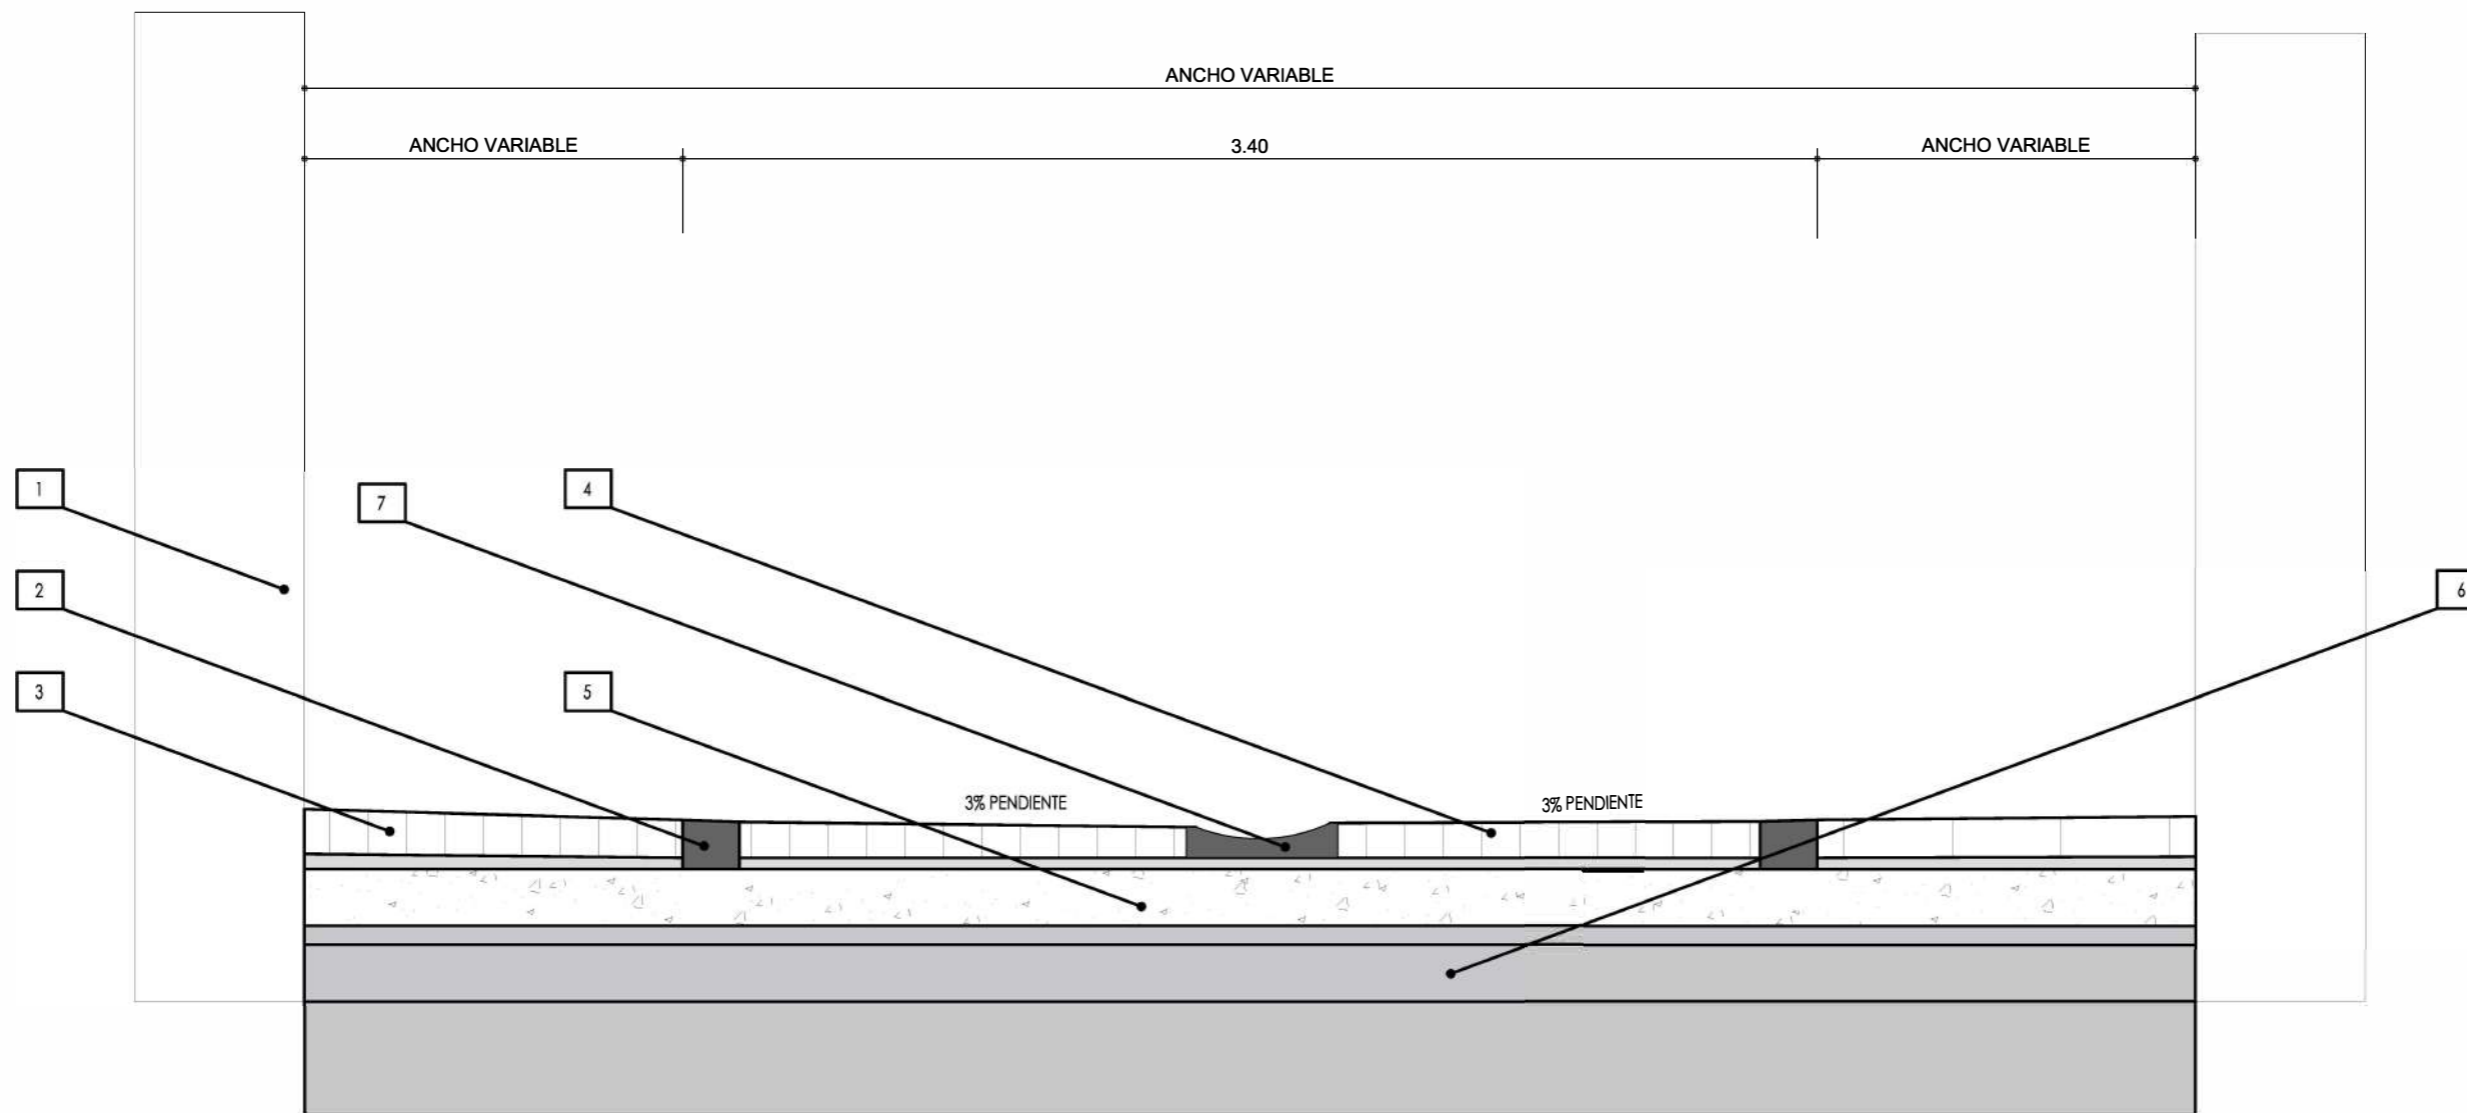 ANCHO VARIABLE
ANCHO VARIABLE
3.40
ANCHO VARIABLE
1
7
4
2
6
3
5
3% PENDIENTE
3% PENDIENTE